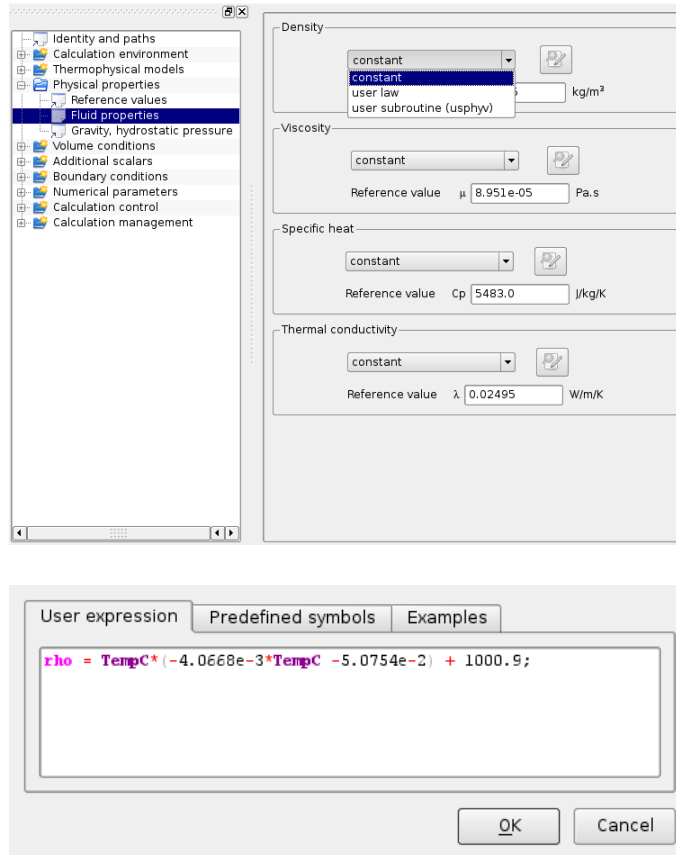 Identity and paths
Calculation environment
Thermophysical models
Physical properties
Reference values
Fluid properties
Gravity, hydrostatic pressure
Volume conditions
Additional scalars
Boundary conditions
Numerical parameters
Calculation control
Calculation management
Density
constant
constant
user law
user subroutine (usphyv)
kg/m³
Viscosity
constant
Reference value μ 8.951e-05 Pa.s
Specific heat
constant
Reference value Cp 5483.0 J/kg/K
Thermal conductivity
constant
Reference value λ 0.02495 W/m/K
User expression Predefined symbols Examples
rho = TempC*(-4.0668e-3*TempC -5.0754e-2) + 1000.9;
OK Cancel